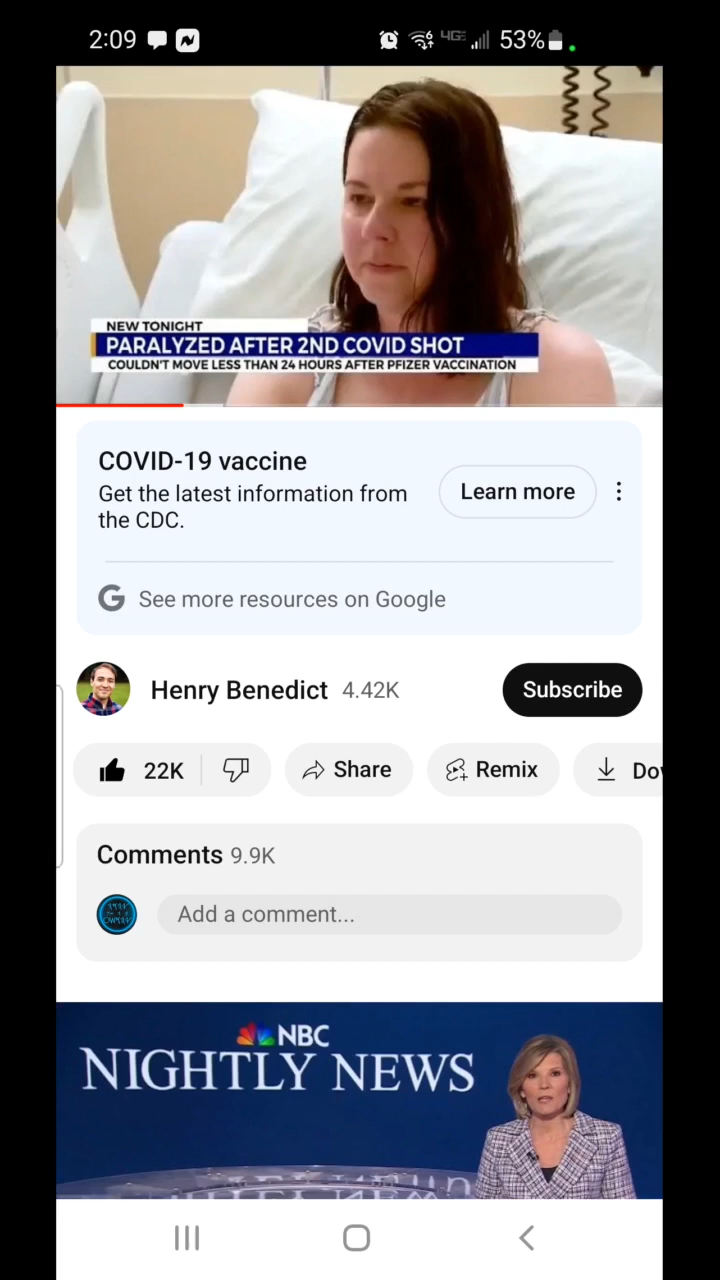 2:09 4GE 53%
NEW TONIGHT
PARALYZED AFTER 2ND COVID SHOT
COULDN'T MOVE LESS THAN 24 HOURS AFTER PFIZER VACCINATION
COVID-19 vaccine
Get the latest information from
the CDC.
Learn more
G See more resources on Google
Henry Benedict 4.42K
Subscribe
22K Share Remix Do
Comments 9.9K
Add a comment...
NBC
NIGHTLY NEWS